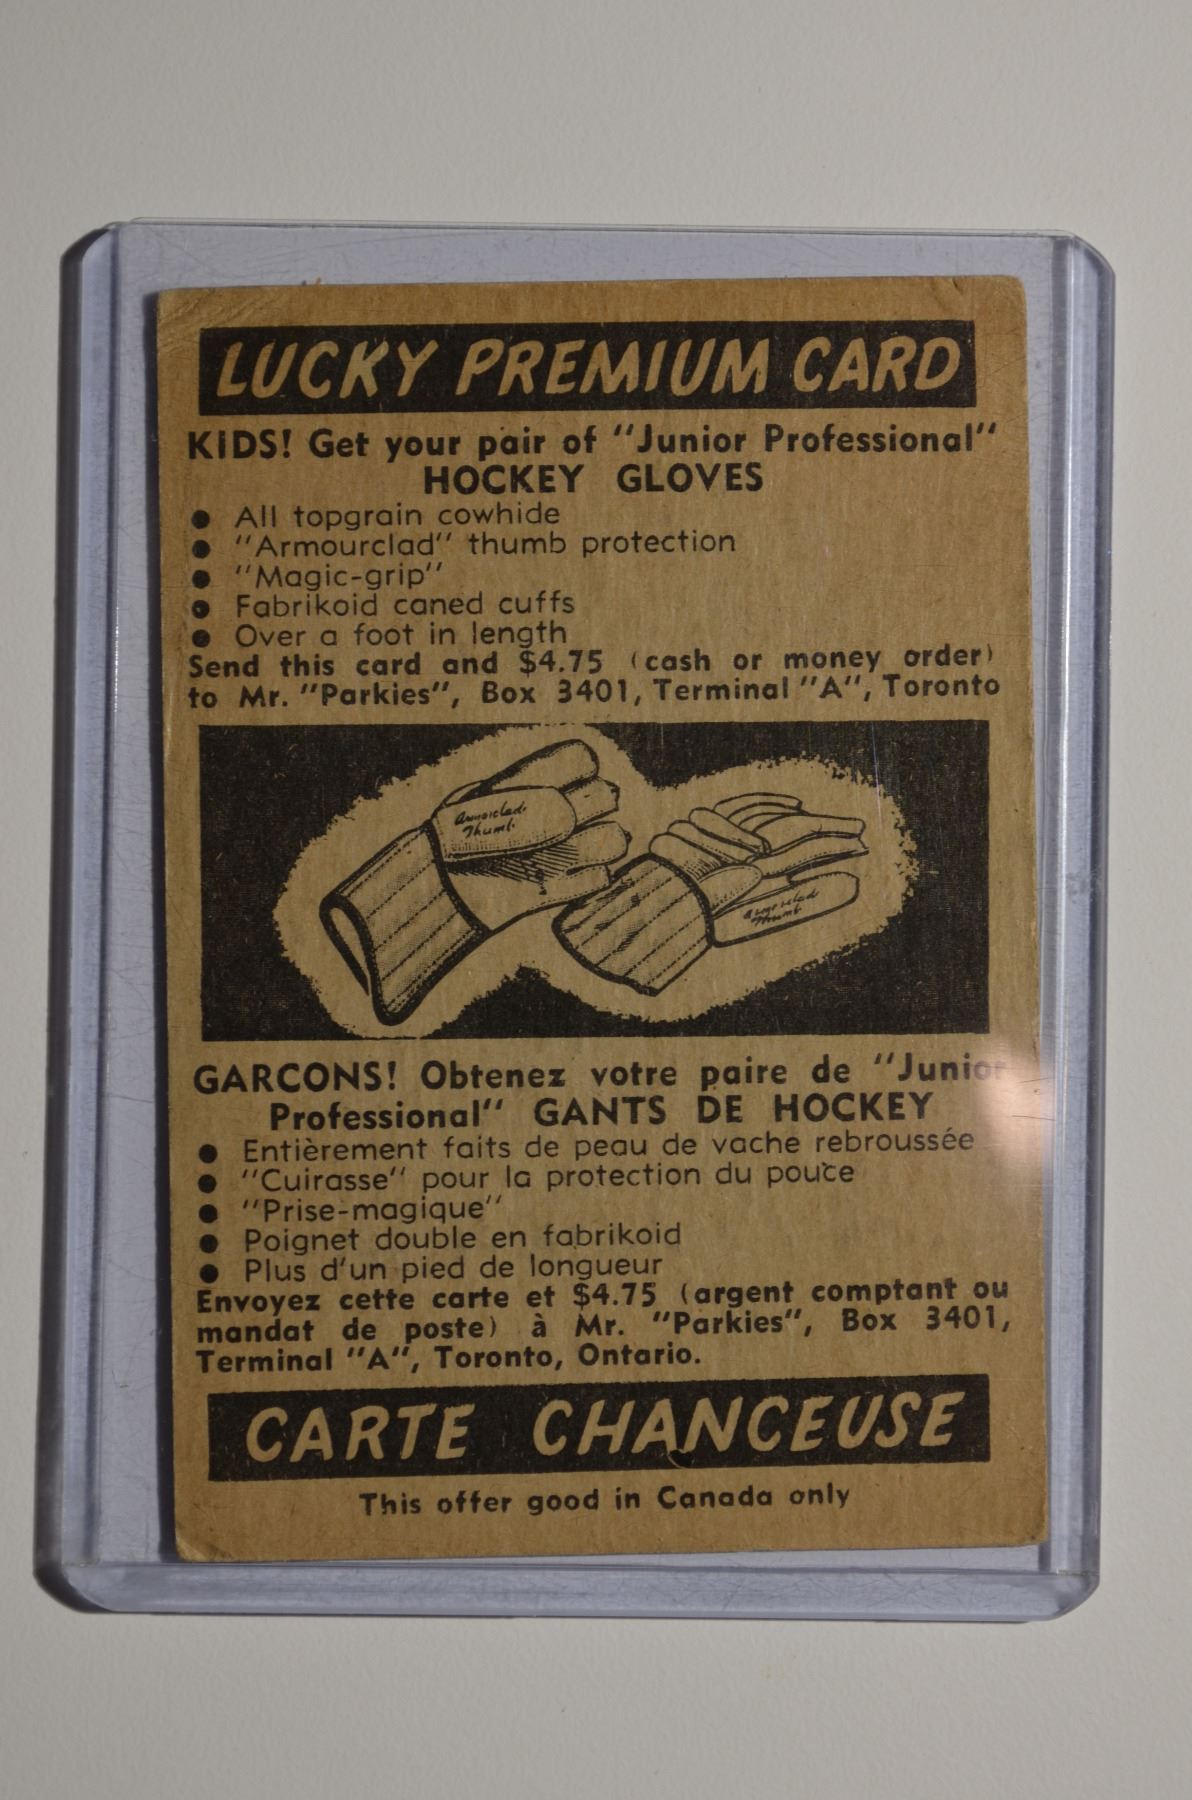 LUCKY PREMIUM CARD
KIDS! Get your pair of "Junior Professional"
HOCKEY GLOVES
● All topgrain cowhide
● "Armourclad" thumb protection
● "Magic-grip"
● Fabrikoid caned cuffs
● Over a foot in length
Send this card and $4.75 (cash or money order)
to Mr. "Parkies", Box 3401, Terminal "A", Toronto
Armorclad
Thumb
Armorclad
Thumb
GARCONS! Obtenez votre paire de "Junior
Professional" GANTS DE HOCKEY
● Entièrement faits de peau de vache rebroussée
● "Cuirasse" pour la protection du pouce
● "Prise-magique"
● Poignet double en fabrikoid
● Plus d'un pied de longueur
Envoyez cette carte et $4.75 (argent comptant ou
mandat de poste) à Mr. "Parkies", Box 3401,
Terminal "A", Toronto, Ontario.
CARTE CHANCEUSE
This offer good in Canada only